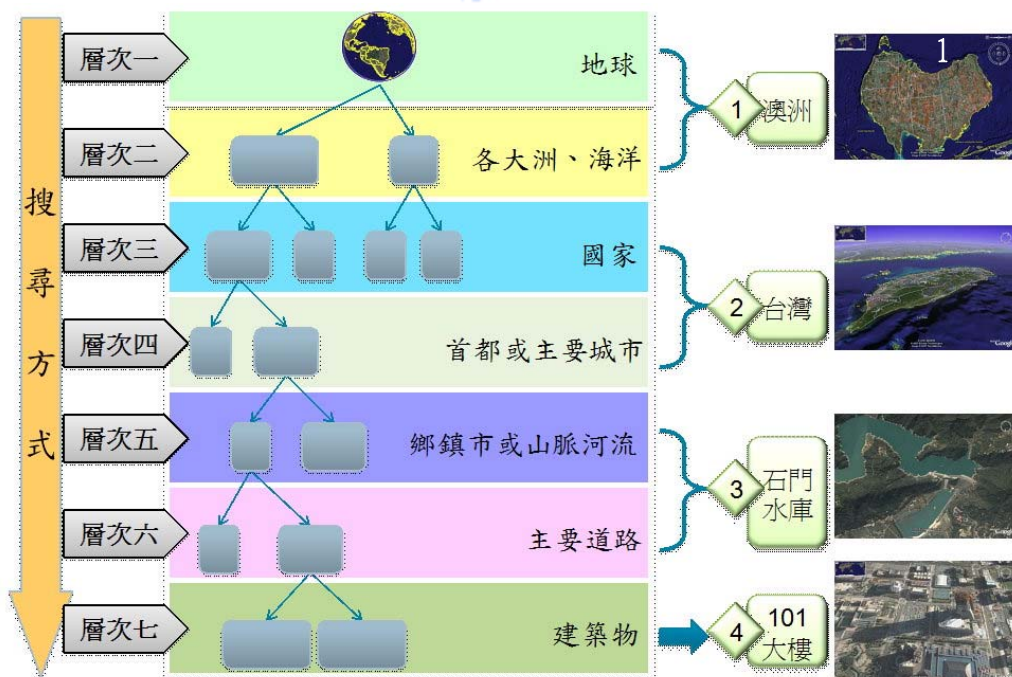 搜尋方式
層次一
地球
層次二
各大洲、海洋
層次三
國家
層次四
首都或主要城市
層次五
鄉鎮市或山脈河流
層次六
主要道路
層次七
建築物
1
澳洲
1
2
台灣
3
石門
水庫
4
101
大樓